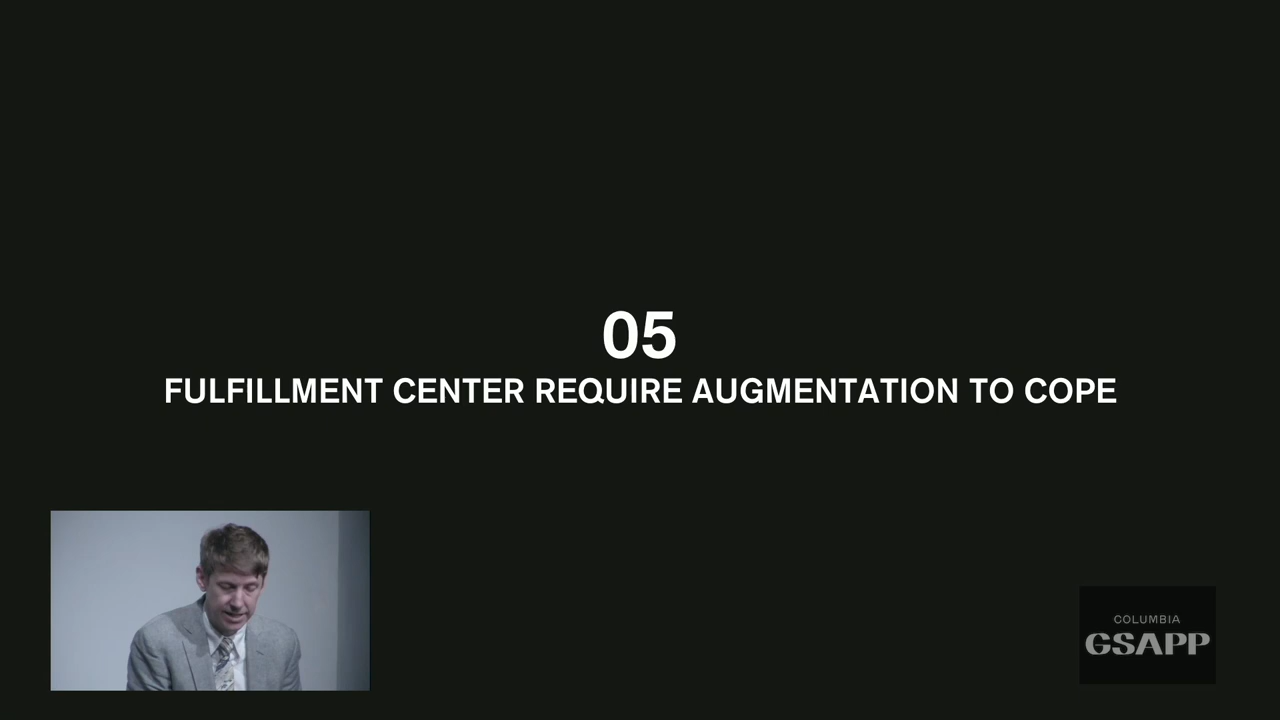 05
FULFILLMENT CENTER REQUIRE AUGMENTATION TO COPE
COLUMBIA
GSAPP